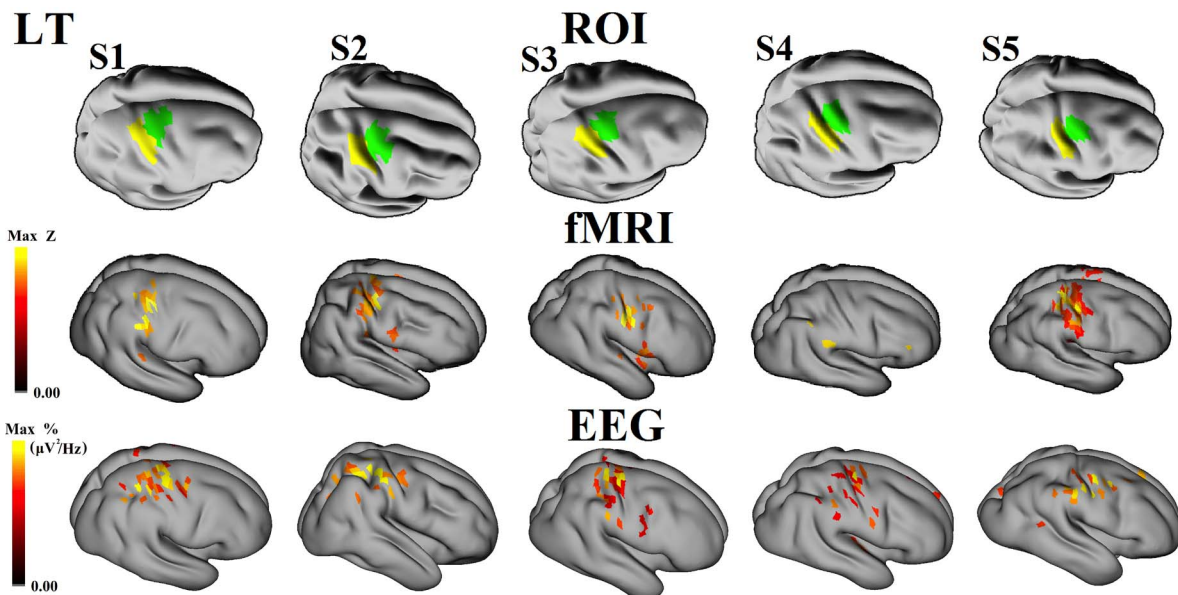 LT
ROI
S1
S2
S3
S4
S5
fMRI
Max Z
0.00
EEG
Max %
(μV²/Hz)
0.00